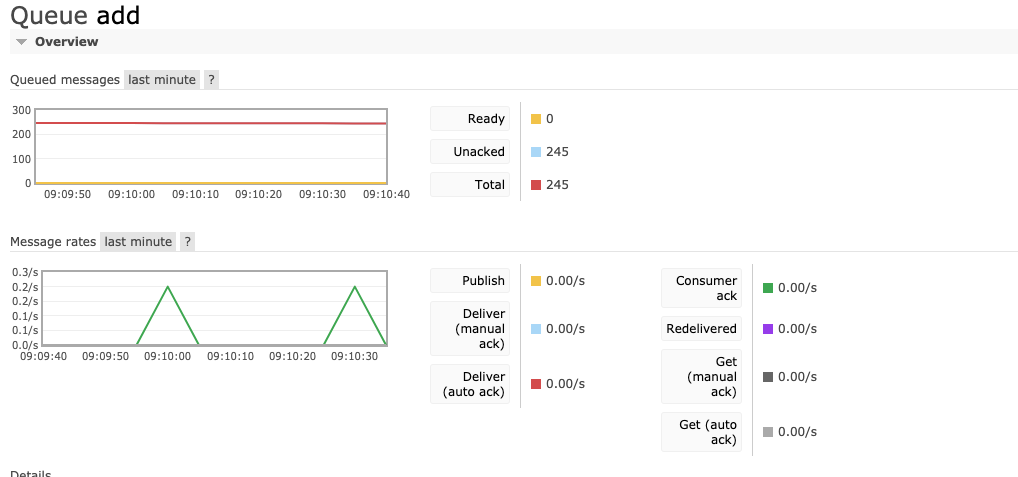 Queue add
Overview
Queued messages last minute ?
300
200
100
0
09:09:50 09:10:00 09:10:10 09:10:20 09:10:30 09:10:40
Ready 0
Unacked 245
Total 245
Message rates last minute ?
0.3/s
0.2/s
0.2/s
0.1/s
0.1/s
0.0/s
09:09:40 09:09:50 09:10:00 09:10:10 09:10:20 09:10:30
Publish 0.00/s
Deliver
(manual
ack) 0.00/s
Deliver
(auto ack) 0.00/s
Consumer
ack 0.00/s
Redelivered 0.00/s
Get
(manual
ack) 0.00/s
Get (auto
ack) 0.00/s
Details